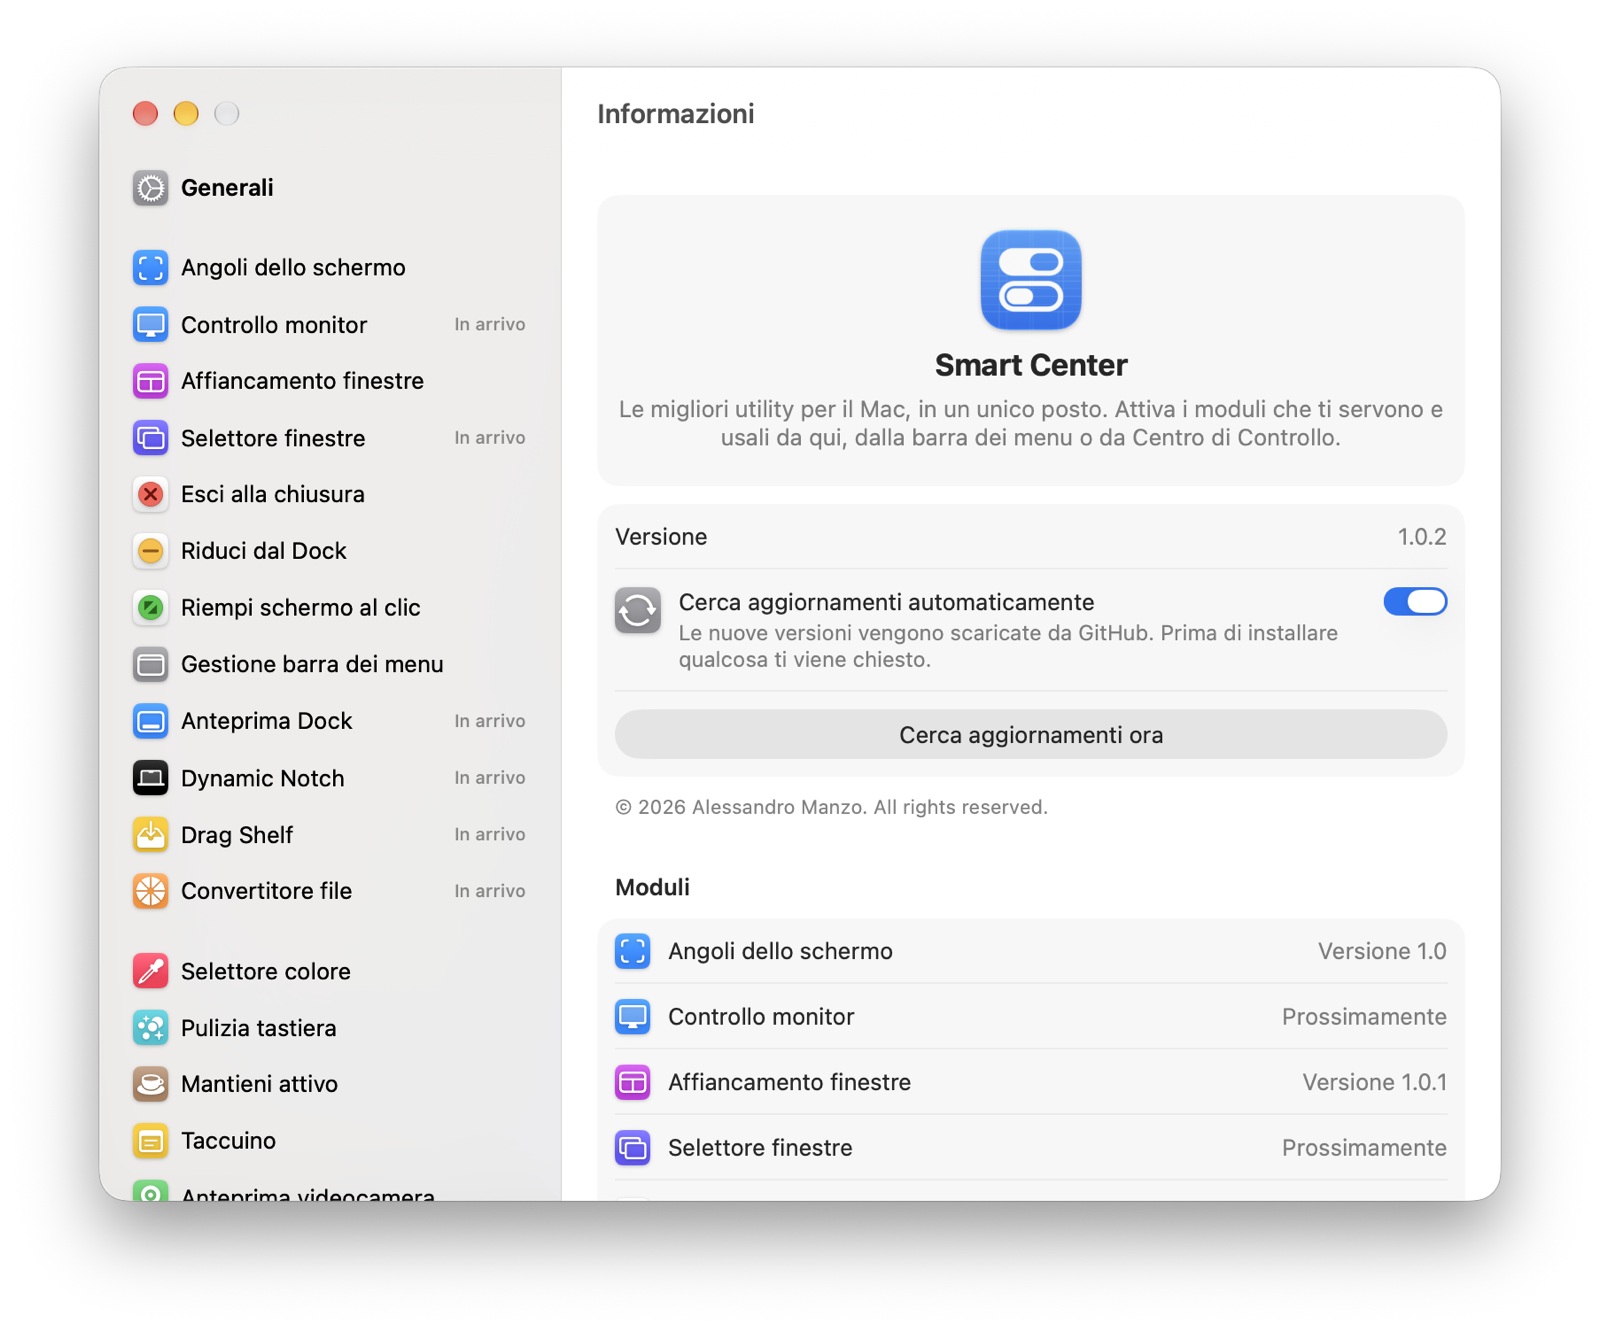 Generali
Angoli dello schermo
Controllo monitor In arrivo
Affiancamento finestre
Selettore finestre In arrivo
Esci alla chiusura
Riduci dal Dock
Riempi schermo al clic
Gestione barra dei menu
Anteprima Dock In arrivo
Dynamic Notch In arrivo
Drag Shelf In arrivo
Convertitore file In arrivo
Selettore colore
Pulizia tastiera
Mantieni attivo
Taccuino
Anteprima videocamera
Informazioni
Smart Center
Le migliori utility per il Mac, in un unico posto. Attiva i moduli che ti servono e
usali da qui, dalla barra dei menu o da Centro di Controllo.
Versione 1.0.2
Cerca aggiornamenti automaticamente
Le nuove versioni vengono scaricate da GitHub. Prima di installare
qualcosa ti viene chiesto.
Cerca aggiornamenti ora
© 2026 Alessandro Manzo. All rights reserved.
Moduli
Angoli dello schermo Versione 1.0
Controllo monitor Prossimamente
Affiancamento finestre Versione 1.0.1
Selettore finestre Prossimamente